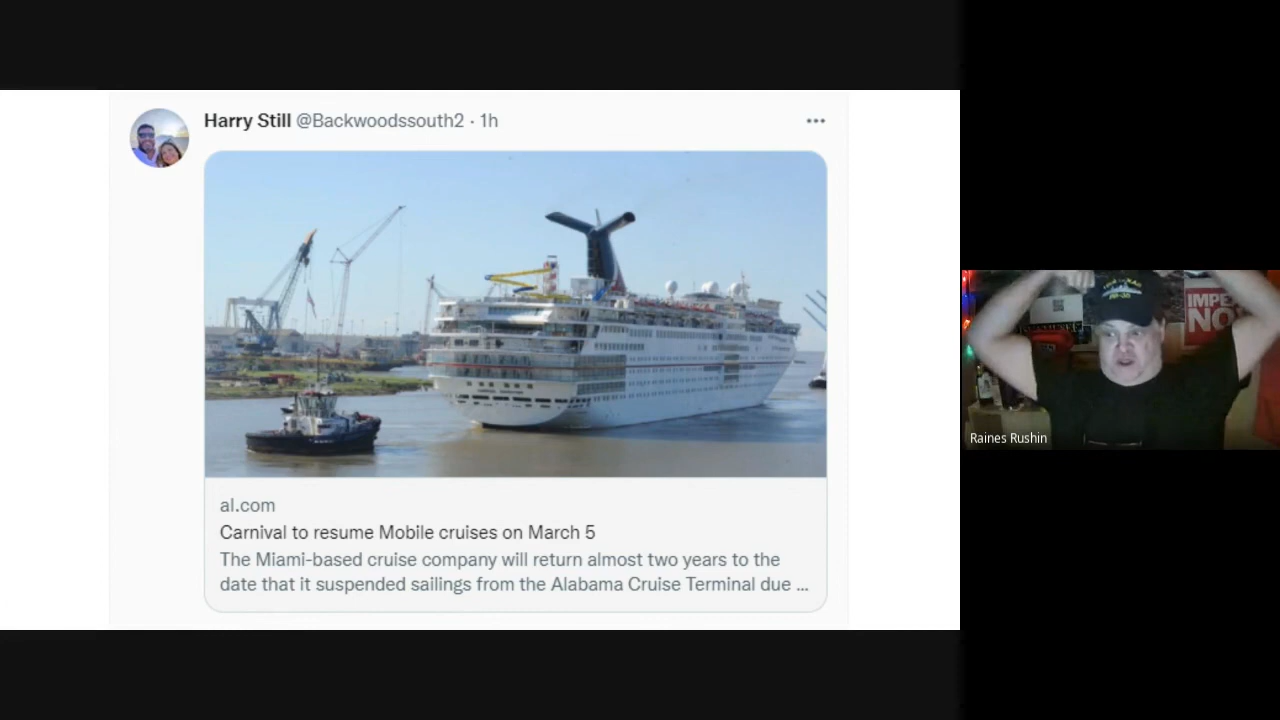 Harry Still @Backwoodssouth2 · 1h
al.com
Carnival to resume Mobile cruises on March 5
The Miami-based cruise company will return almost two years to the
date that it suspended sailings from the Alabama Cruise Terminal due ...
IMPE
NO
Raines Rushin